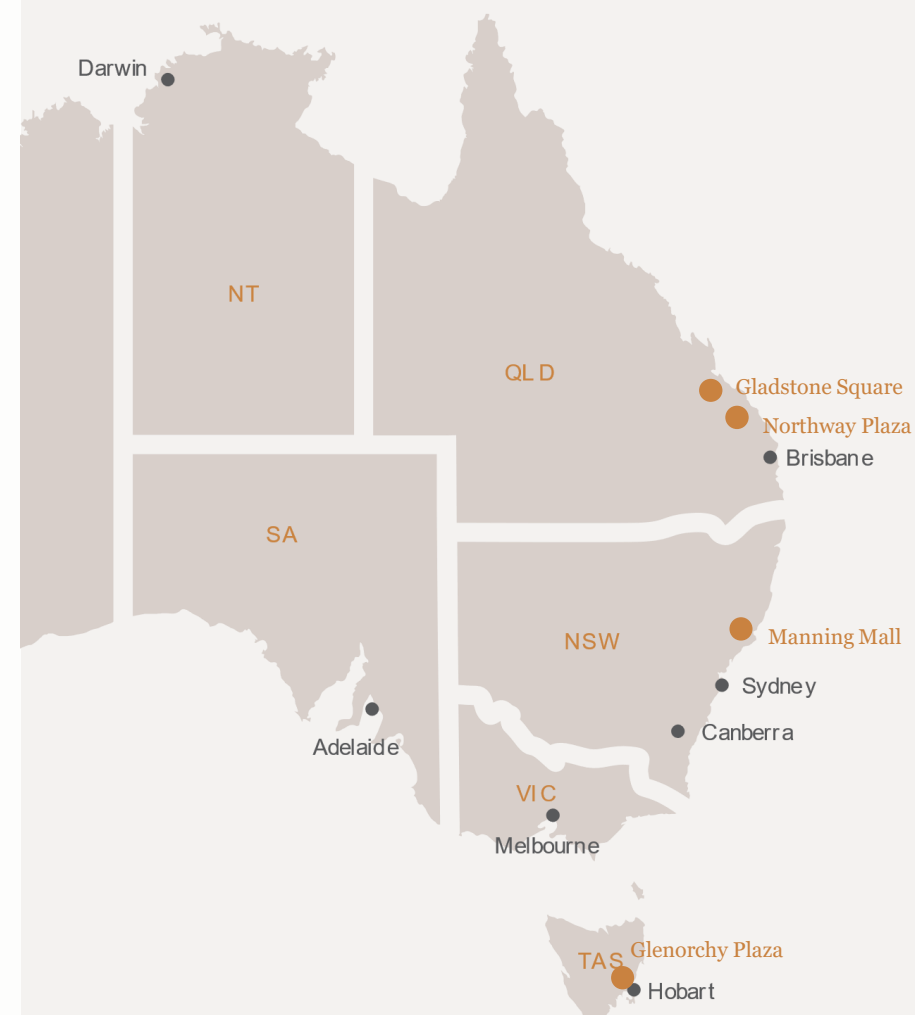 Darwin
NT
QLD
Gladstone Square
Northway Plaza
Brisbane
SA
NSW
Manning Mall
Sydney
Canberra
Adelaide
VIC
Melbourne
Glenorchy Plaza
TAS
Hobart